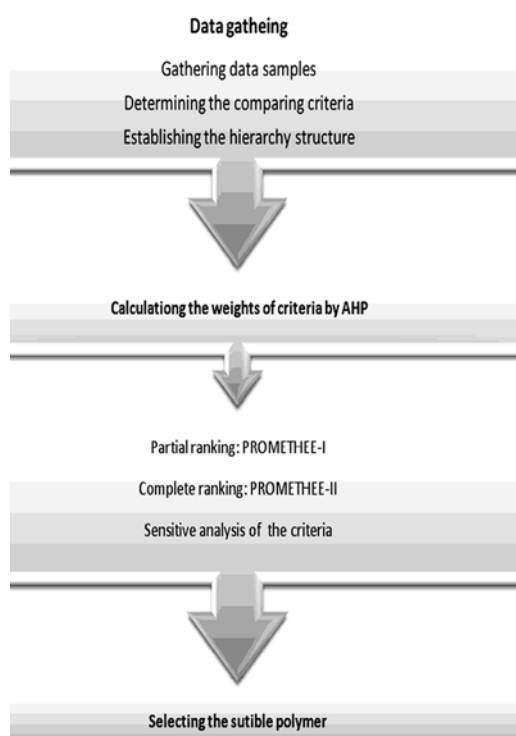 Data gatheing
Gathering data samples
Determining the comparing criteria
Establishing the hierarchy structure
Calculationg the weights of criteria by AHP
Partial ranking: PROMETHEE-I
Complete ranking: PROMETHEE-II
Sensitive analysis of the criteria
Selecting the sutible polymer